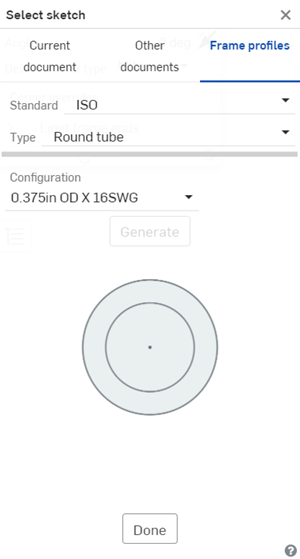 Select sketch
Current Other Frame profiles
document documents
Standard ISO
Type Round tube
Configuration
0.375in OD X 16SWG
Generate
Done